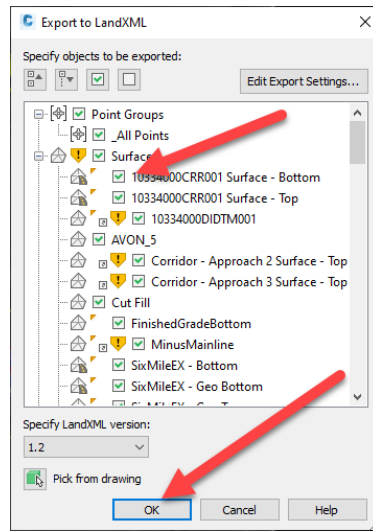 C Export to LandXML
Specify objects to be exported:
Edit Export Settings...
Point Groups
_All Points
Surface
10334000CRR001 Surface - Bottom
10334000CRR001 Surface - Top
10334000DIDTM001
AVON_5
Corridor - Approach 2 Surface - Top
Corridor - Approach 3 Surface - Top
Cut Fill
FinishedGradeBottom
MinusMainline
SixMileEX - Bottom
SixMileEX - Geo Bottom
Specify LandXML version:
1.2
Pick from drawing
OK
Cancel
Help